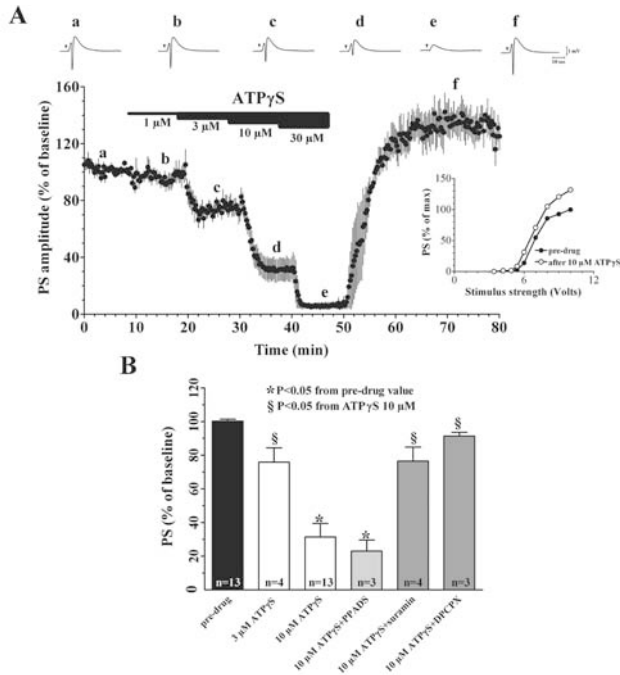 A
a b c d e f
1 mV
10 ms
ATPγS
1 µM
3 µM
10 µM
30 µM
PS amplitude (% of baseline)
160
120
80
40
0
a
b
c
d
e
f
0 10 20 30 40 50 60 70 80
Time (min)
PS (% of max)
150
100
50
0
0 6 12
Stimulus strength (Volts)
pre-drug
after 10 µM ATPγS
B
PS (% of baseline)
120
100
80
60
40
20
0
* P<0.05 from pre-drug value
§ P<0.05 from ATPγS 10 µM
§
*
*
§
§
n=13
n=4
n=13
n=3
n=4
n=3
pre-drug
3 µM ATPγS
10 µM ATPγS
10 µM ATPγS+PPADS
10 µM ATPγS+suramin
10 µM ATPγS+DPCPX